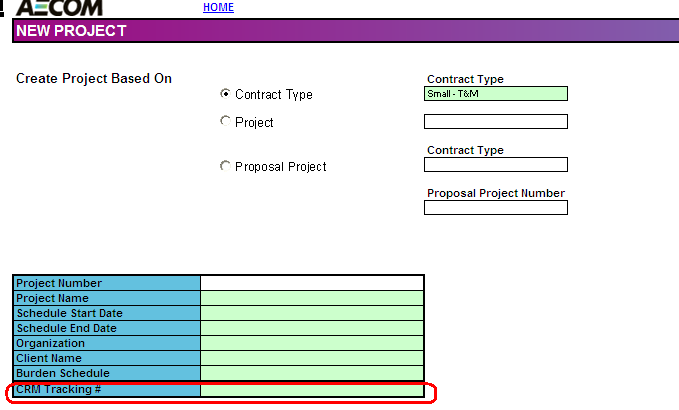 !
AECOM
HOME
NEW PROJECT
Create Project Based On
Contract Type
Contract Type
Small - T&M
Project
Contract Type
Proposal Project
Proposal Project Number
Project Number
Project Name
Schedule Start Date
Schedule End Date
Organization
Client Name
Burden Schedule
CRM Tracking #